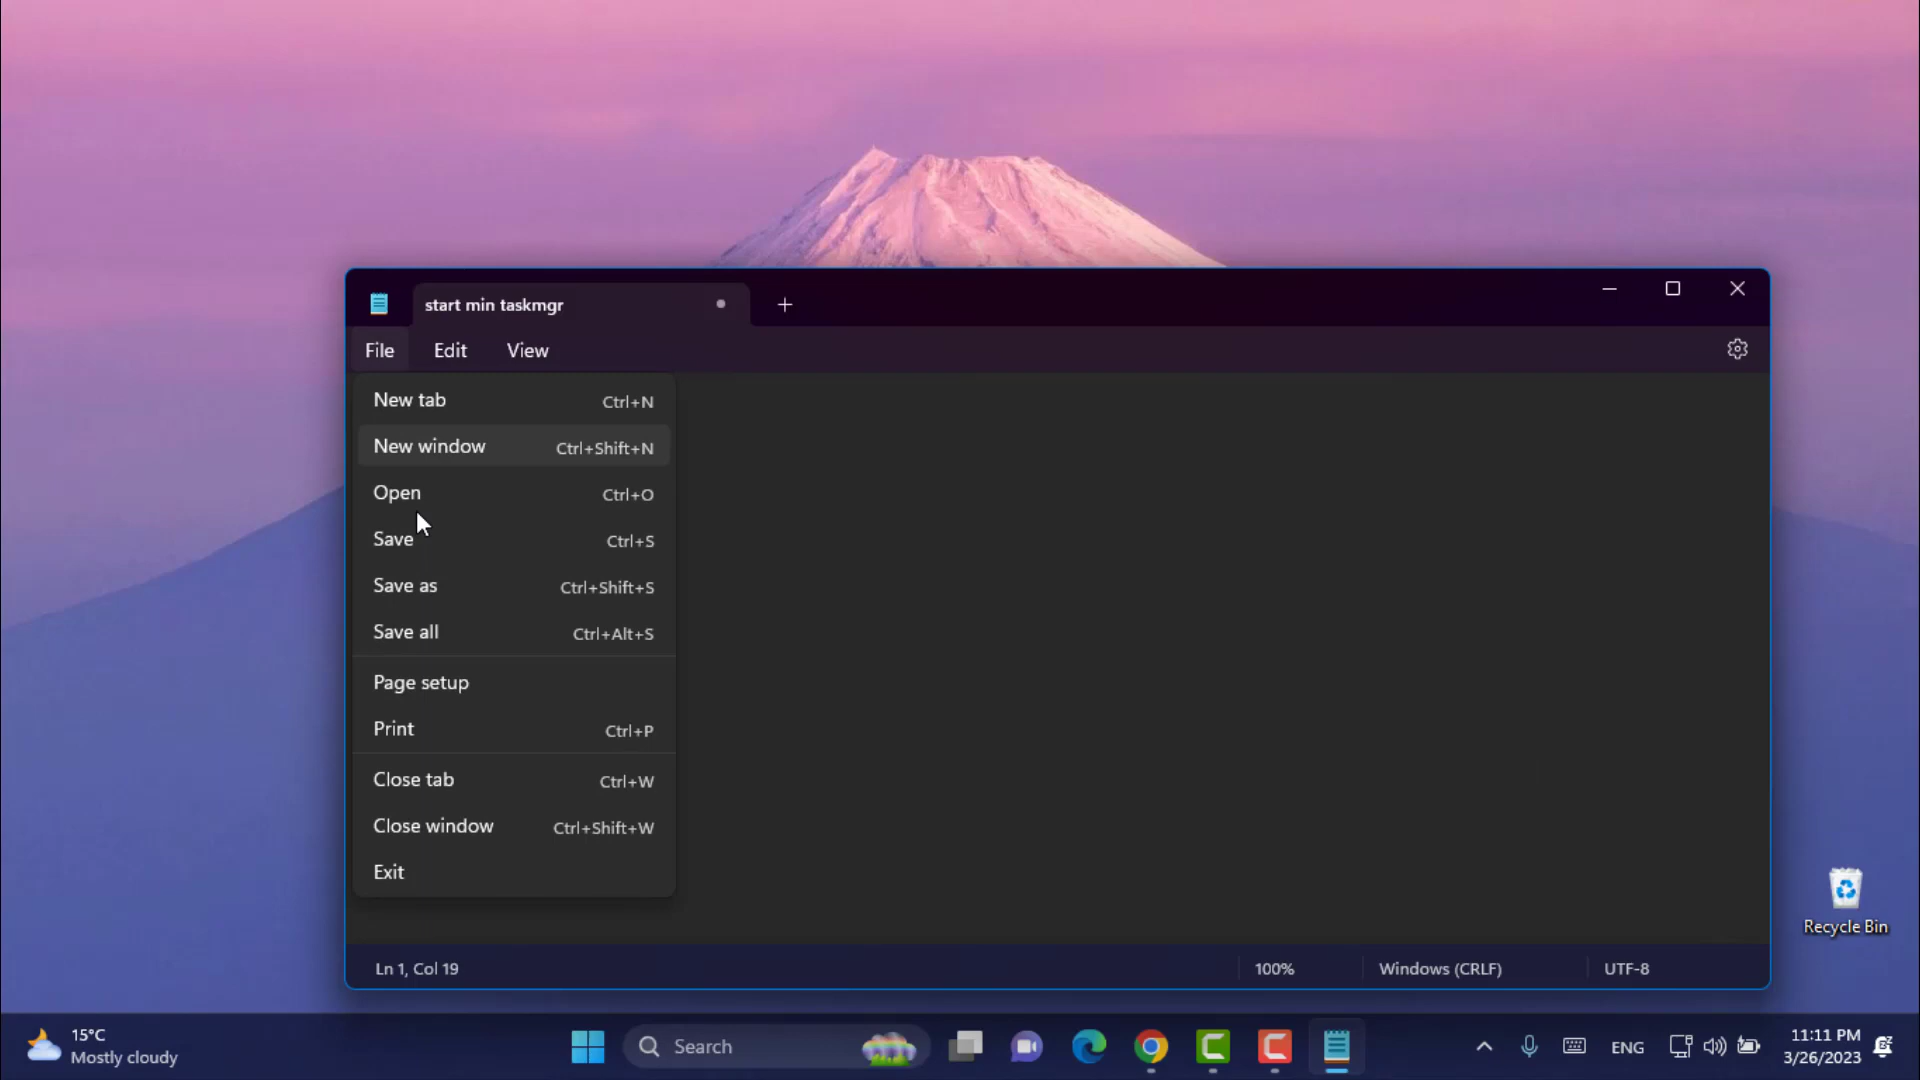 start min taskmgr
File Edit View
New tab Ctrl+N
New window Ctrl+Shift+N
Open Ctrl+O
Save Ctrl+S
Save as Ctrl+Shift+S
Save all Ctrl+Alt+S
Page setup
Print Ctrl+P
Close tab Ctrl+W
Close window Ctrl+Shift+W
Exit
Recycle Bin
Ln 1, Col 19 100% Windows (CRLF) UTF-8
15°C
Mostly cloudy
Search
ENG
11:11 PM
3/26/2023